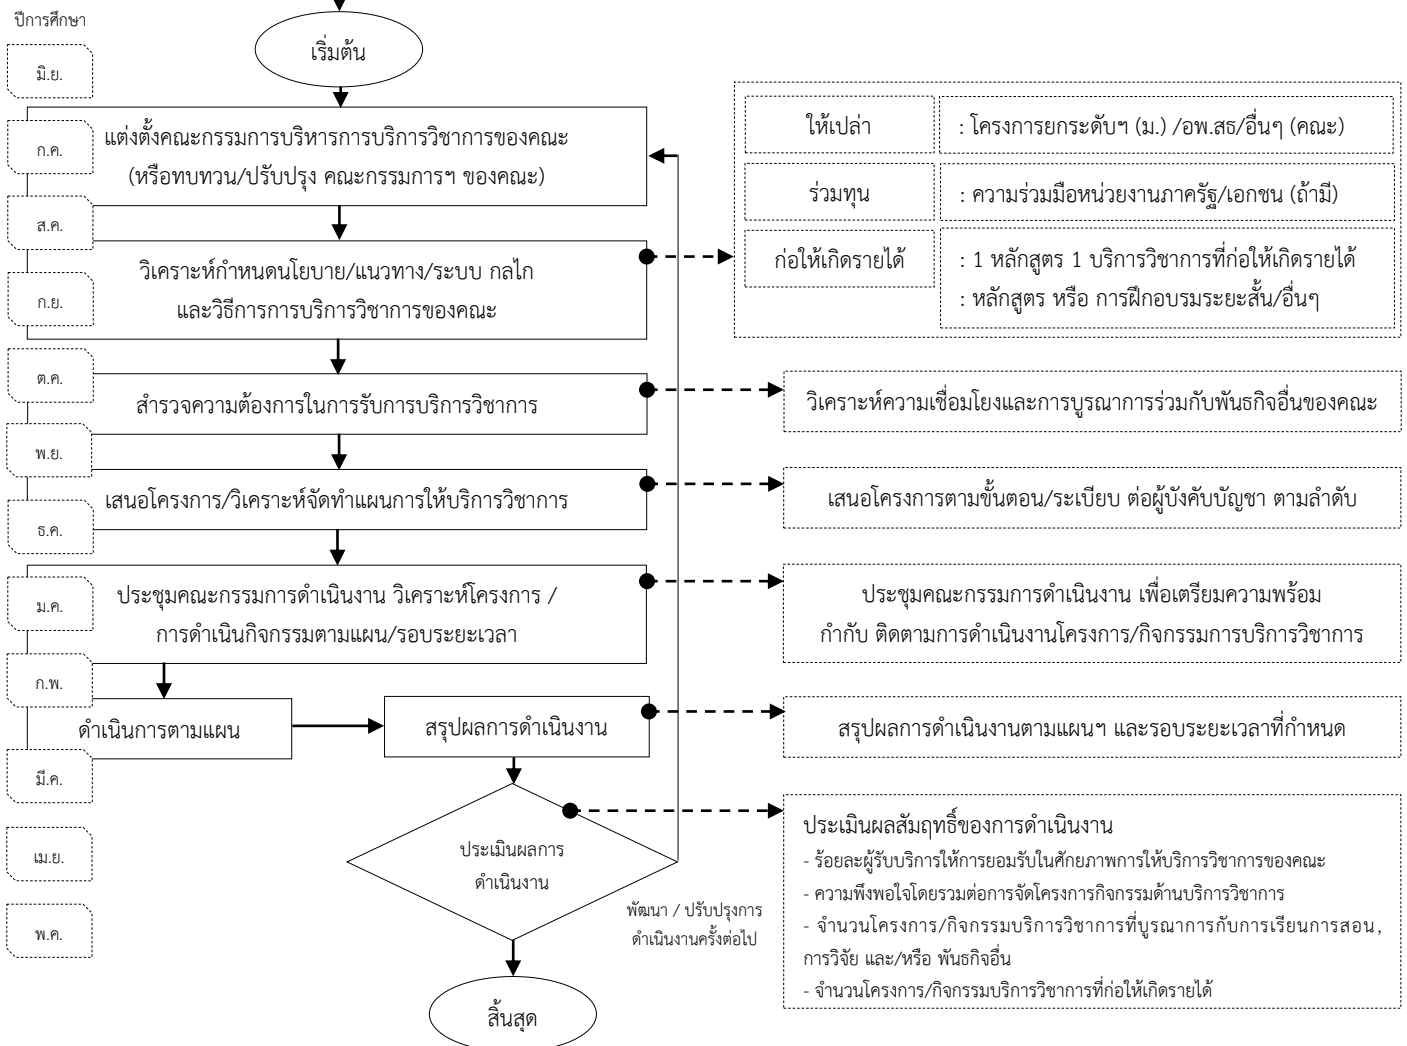 ปีการศึกษา
มิ.ย.
ก.ค.
ส.ค.
ก.ย.
ต.ค.
พ.ย.
ธ.ค.
ม.ค.
ก.พ.
มี.ค.
เม.ย.
พ.ค.
เริ่มต้น
แต่งตั้งคณะกรรมการบริหารการบริการวิชาการของคณะ
(หรือทบทวน/ปรับปรุง คณะกรรมการฯ ของคณะ)
วิเคราะห์กำหนดนโยบาย/แนวทาง/ระบบ กลไก
และวิธีการการบริการวิชาการของคณะ
ให้เปล่า : โครงการยกระดับฯ (ม.) /อพ.สธ/อื่นๆ (คณะ)
ร่วมทุน : ความร่วมมือหน่วยงานภาครัฐ/เอกชน (ถ้ามี)
ก่อให้เกิดรายได้ : 1 หลักสูตร 1 บริการวิชาการที่ก่อให้เกิดรายได้
: หลักสูตร หรือ การฝึกอบรมระยะสั้น/อื่นๆ
สำรวจความต้องการในการรับการบริการวิชาการ
วิเคราะห์ความเชื่อมโยงและการบูรณาการร่วมกับพันธกิจอื่นของคณะ
เสนอโครงการ/วิเคราะห์จัดทำแผนการให้บริการวิชาการ
เสนอโครงการตามขั้นตอน/ระเบียบ ต่อผู้บังคับบัญชา ตามลำดับ
ประชุมคณะกรรมการดำเนินงาน วิเคราะห์โครงการ /
การดำเนินกิจกรรมตามแผน/รอบระยะเวลา
ประชุมคณะกรรมการดำเนินงาน เพื่อเตรียมความพร้อม
กำกับ ติดตามการดำเนินงานโครงการ/กิจกรรมการบริการวิชาการ
ดำเนินการตามแผน
สรุปผลการดำเนินงาน
สรุปผลการดำเนินงานตามแผนฯ และรอบระยะเวลาที่กำหนด
ประเมินผลการ
ดำเนินงาน
พัฒนา / ปรับปรุงการ
ดำเนินงานครั้งต่อไป
ประเมินผลสัมฤทธิ์ของการดำเนินงาน
- ร้อยละผู้รับบริการให้การยอมรับในศักยภาพการให้บริการวิชาการของคณะ
- ความพึงพอใจโดยรวมต่อการจัดโครงการกิจกรรมด้านบริการวิชาการ
- จำนวนโครงการ/กิจกรรมบริการวิชาการที่บูรณาการกับการเรียนการสอน,
การวิจัย และ/หรือ พันธกิจอื่น
- จำนวนโครงการ/กิจกรรมบริการวิชาการที่ก่อให้เกิดรายได้
สิ้นสุด